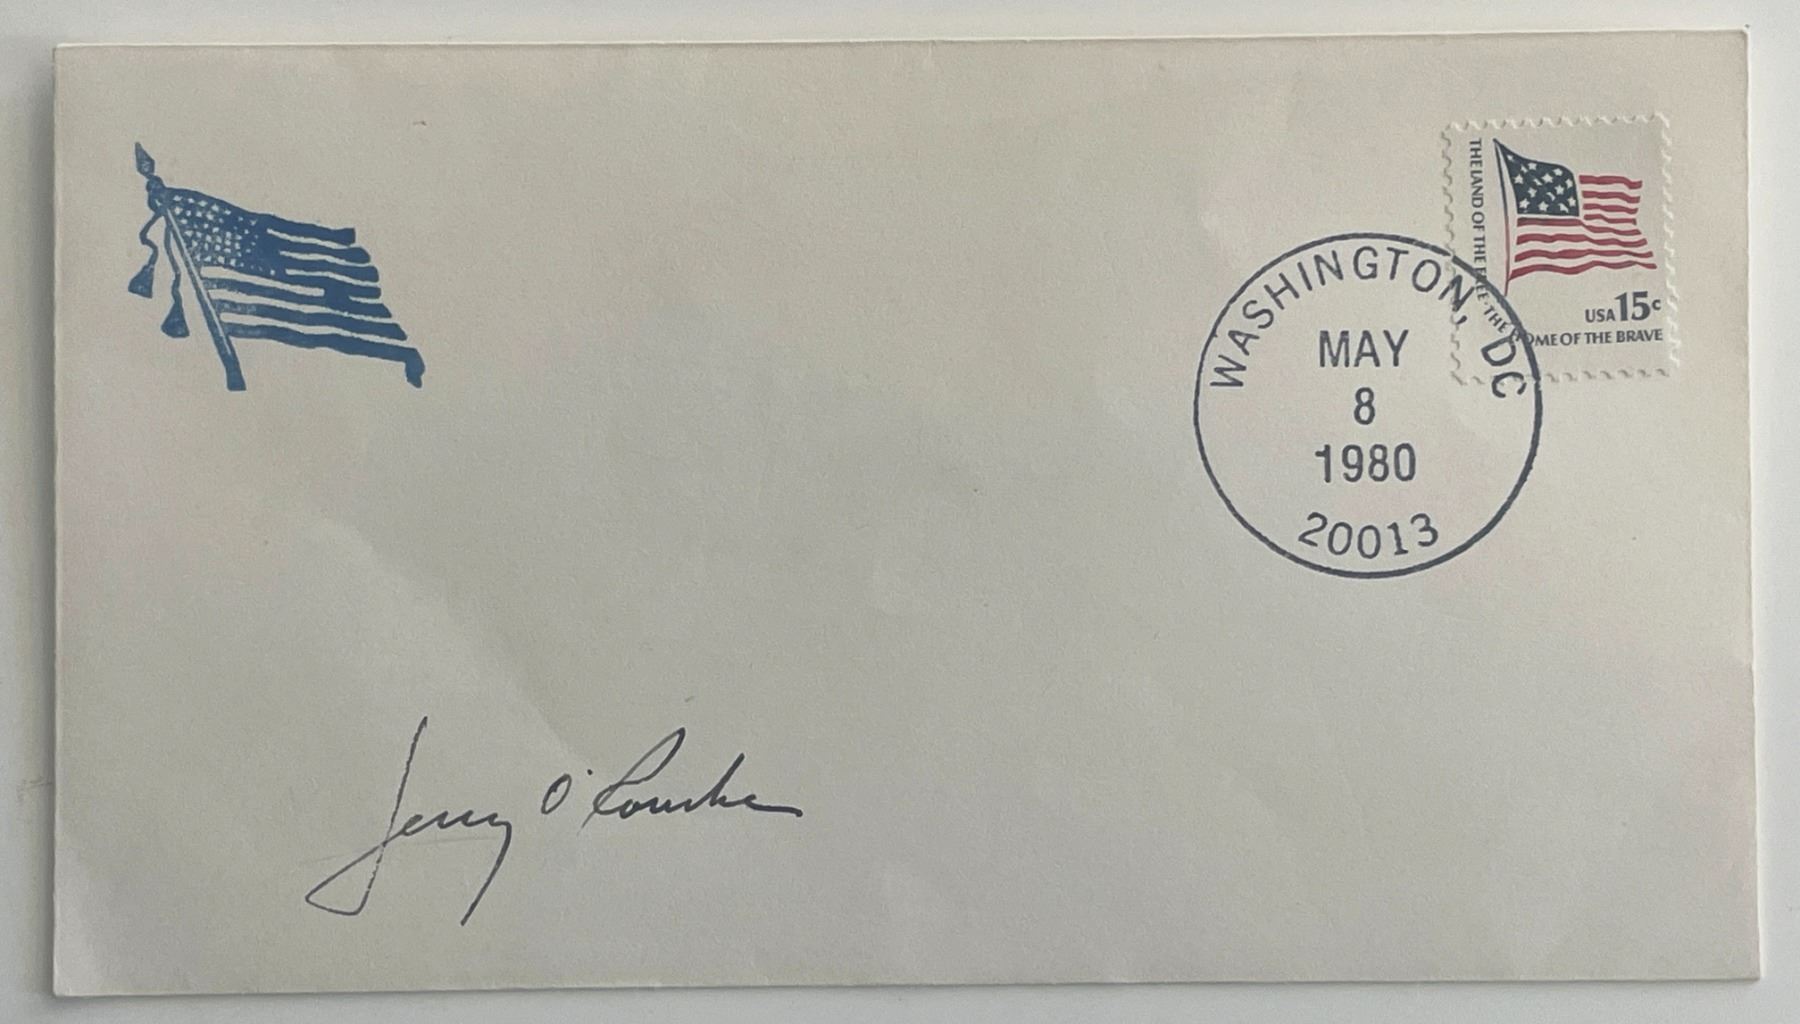 THE LAND OF THE FREE · THE HOME OF THE BRAVE
USA 15c
WASHINGTON, DC
MAY
8
1980
20013
Jerry O'Rourke